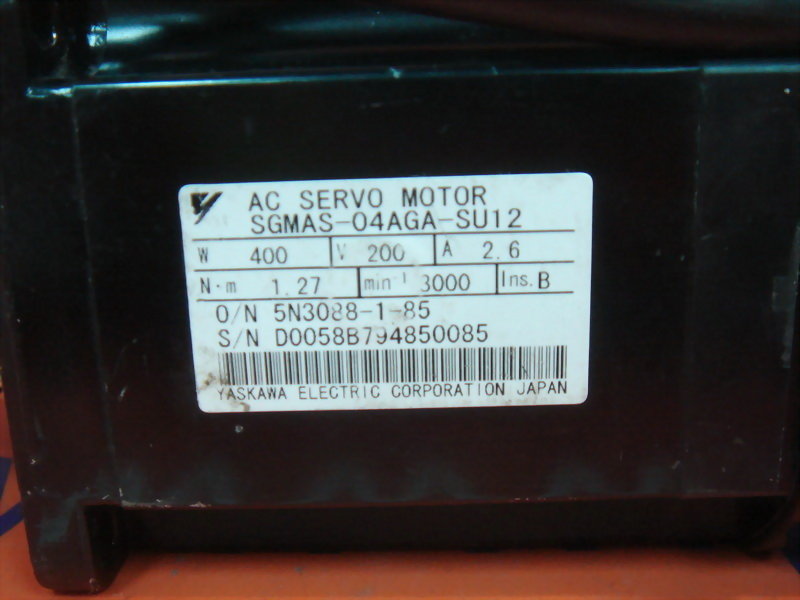 AC SERVO MOTOR
SGMAS-04AGA-SU12
W 400 V 200 A 2.6
N·m 1.27 min⁻¹ 3000 Ins. B
O/N 5N3088-1-85
S/N D0058B794850085
YASKAWA ELECTRIC CORPORATION JAPAN